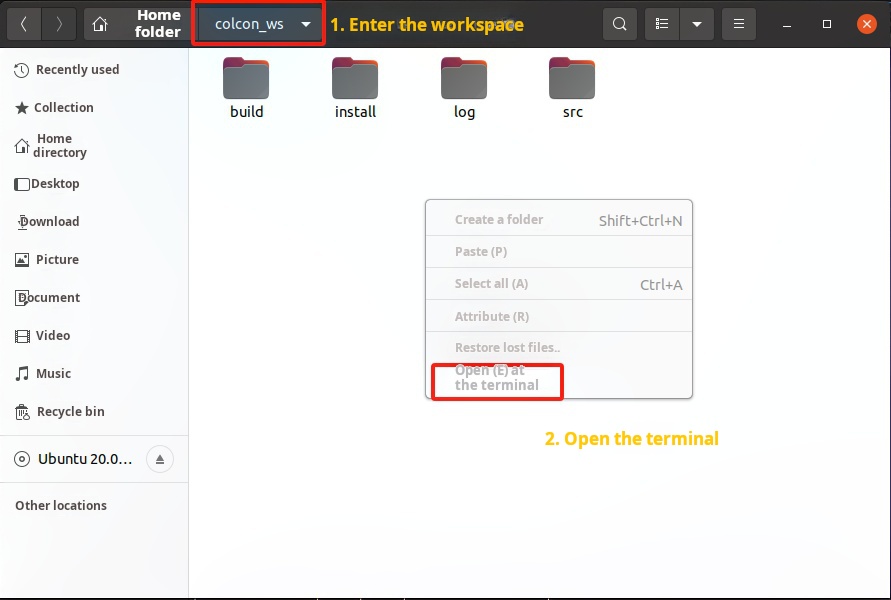 Home
folder
colcon_ws
1. Enter the workspace
Recently used
Collection
Home
directory
Desktop
Download
Picture
Document
Video
Music
Recycle bin
Ubuntu 20.0...
Other locations
build
install
log
src
Create a folder Shift+Ctrl+N
Paste (P)
Select all (A) Ctrl+A
Attribute (R)
Restore lost files..
Open (E) at
the terminal
2. Open the terminal